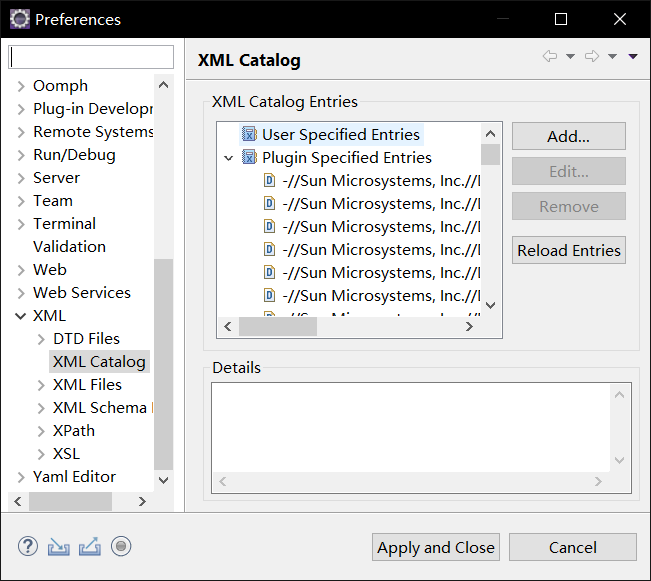 Preferences
Oomph
Plug-in Developr
Remote Systems
Run/Debug
Server
Team
Terminal
Validation
Web
Web Services
XML
DTD Files
XML Catalog
XML Files
XML Schema
XPath
XSL
Yaml Editor
XML Catalog
XML Catalog Entries
User Specified Entries
Plugin Specified Entries
-//Sun Microsystems, Inc.//
-//Sun Microsystems, Inc.//
-//Sun Microsystems, Inc.//
-//Sun Microsystems, Inc.//
-//Sun Microsystems, Inc.//
-//Sun Microsystems, Inc.//
Add...
Edit...
Remove
Reload Entries
Details
Apply and Close
Cancel